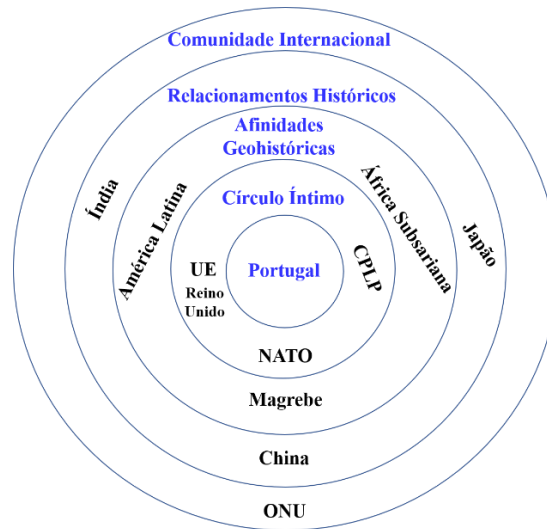 Comunidade Internacional
Relacionamentos Históricos
Afinidades
Geohistóricas
Círculo Íntimo
Portugal
Índia
América Latina
UE
Reino
Unido
CPLP
África Subsariana
Japão
NATO
Magrebe
China
ONU